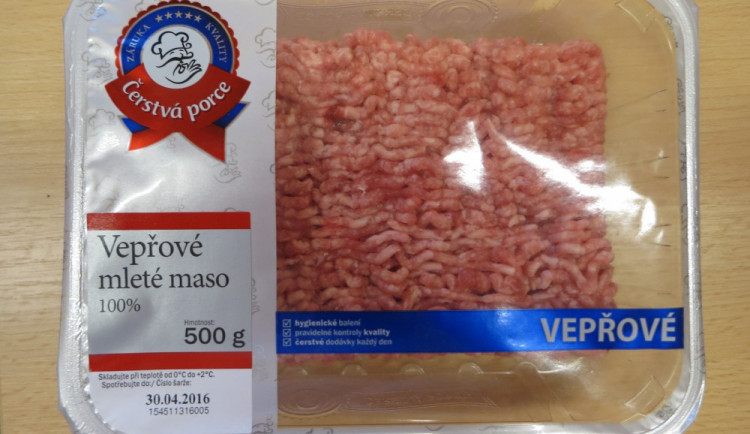 ZÁRUKA ★★★★★ KVALITY
Čerstvá porce
Vepřové
mleté maso
100%
Hmotnost:
500 g
Skladujte při teplotě od 0°C do +2°C.
Spotřebujte do:/ Číslo šarže:
30.04.2016
154511316005
hygienické balení
pravidelné kontroly kvality
čerstvé dodávky každý den
VEPŘOVÉ